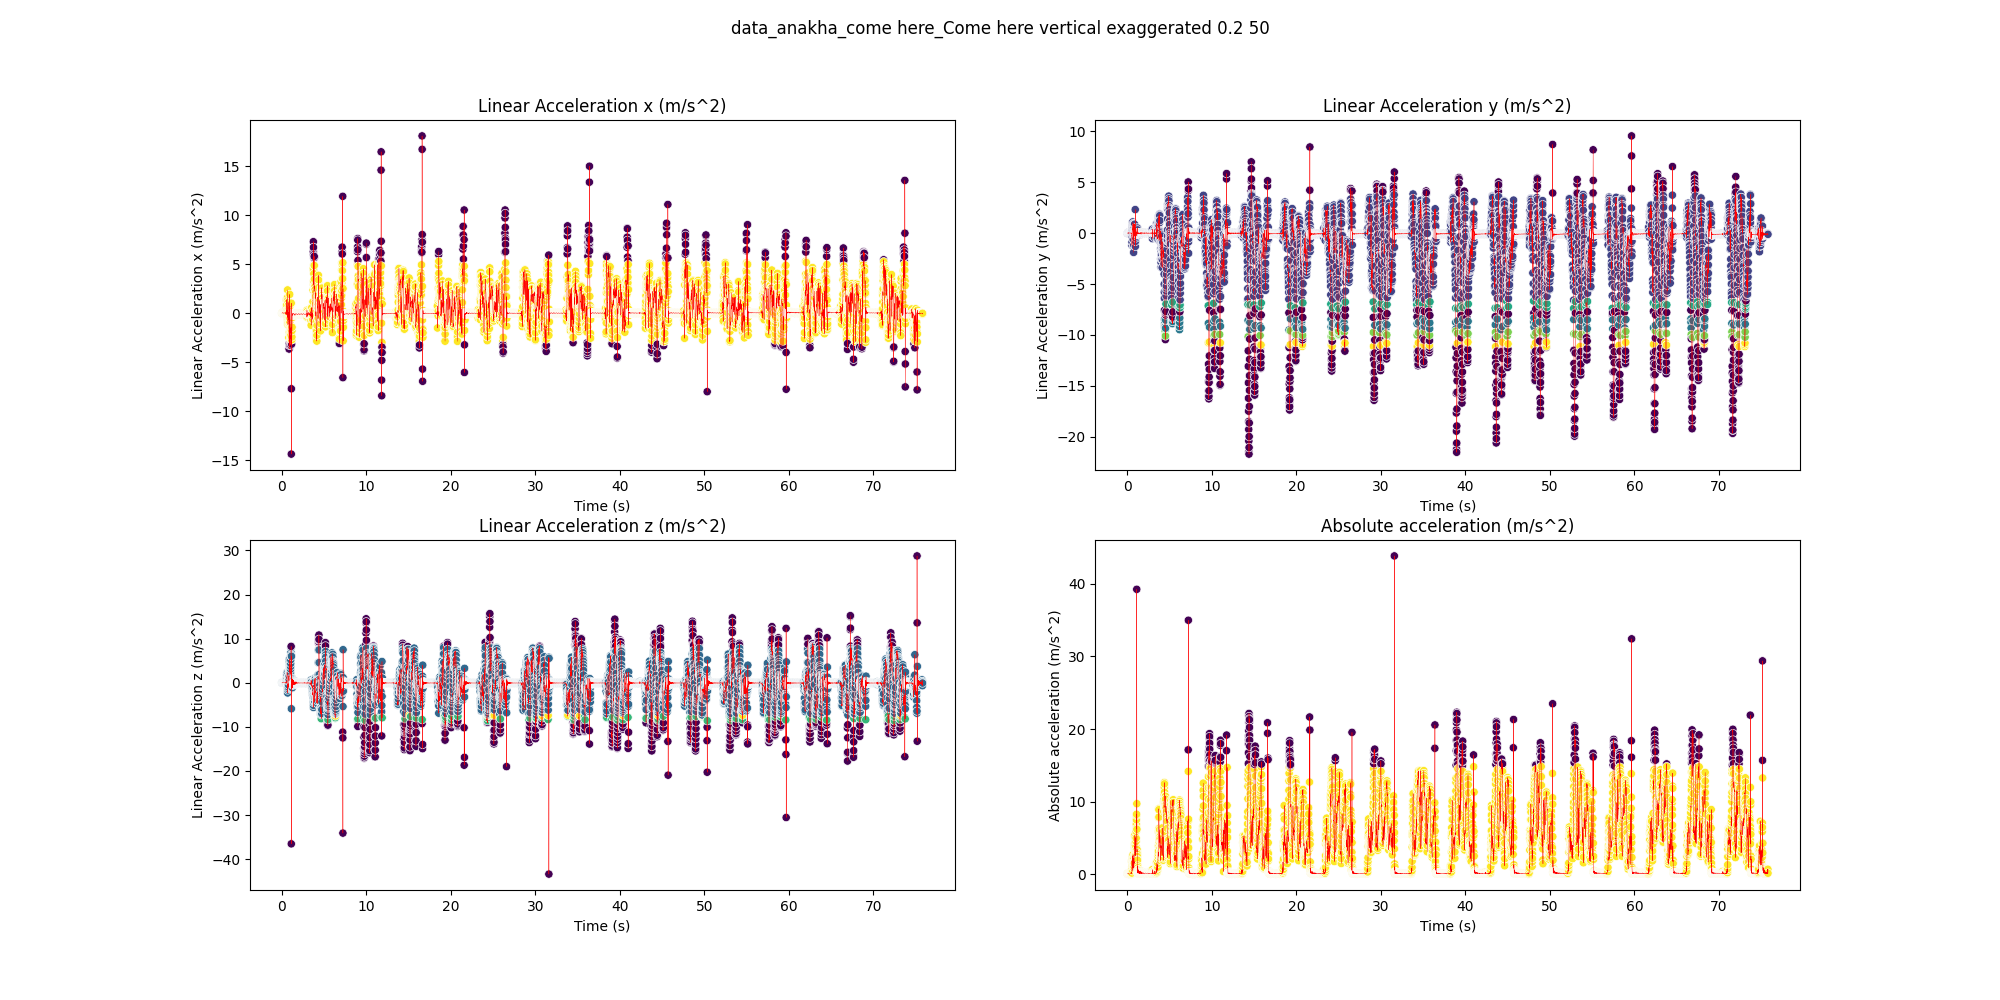 data_anakha_come here_Come here vertical exaggerated 0.2 50
Linear Acceleration x (m/s^2)
Linear Acceleration x (m/s^2)
15
10
5
0
−5
−10
−15
0 10 20 30 40 50 60 70
Time (s)
Linear Acceleration y (m/s^2)
Linear Acceleration y (m/s^2)
10
5
0
−5
−10
−15
−20
0 10 20 30 40 50 60 70
Time (s)
Linear Acceleration z (m/s^2)
Linear Acceleration z (m/s^2)
30
20
10
0
−10
−20
−30
−40
0 10 20 30 40 50 60 70
Time (s)
Absolute acceleration (m/s^2)
Absolute acceleration (m/s^2)
40
30
20
10
0
0 10 20 30 40 50 60 70
Time (s)